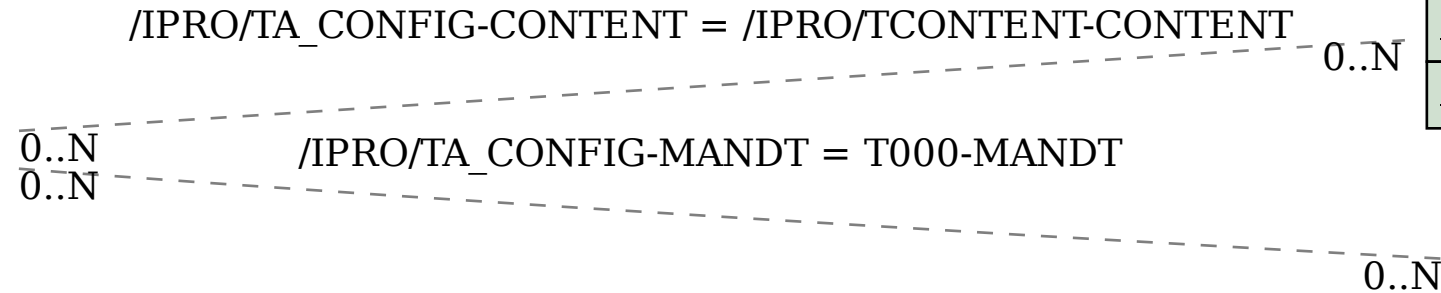 /IPRO/TA_CONFIG-CONTENT = /IPRO/TCONTENT-CONTENT
0..N
0..N
/IPRO/TA_CONFIG-MANDT = T000-MANDT
0..N
0..N